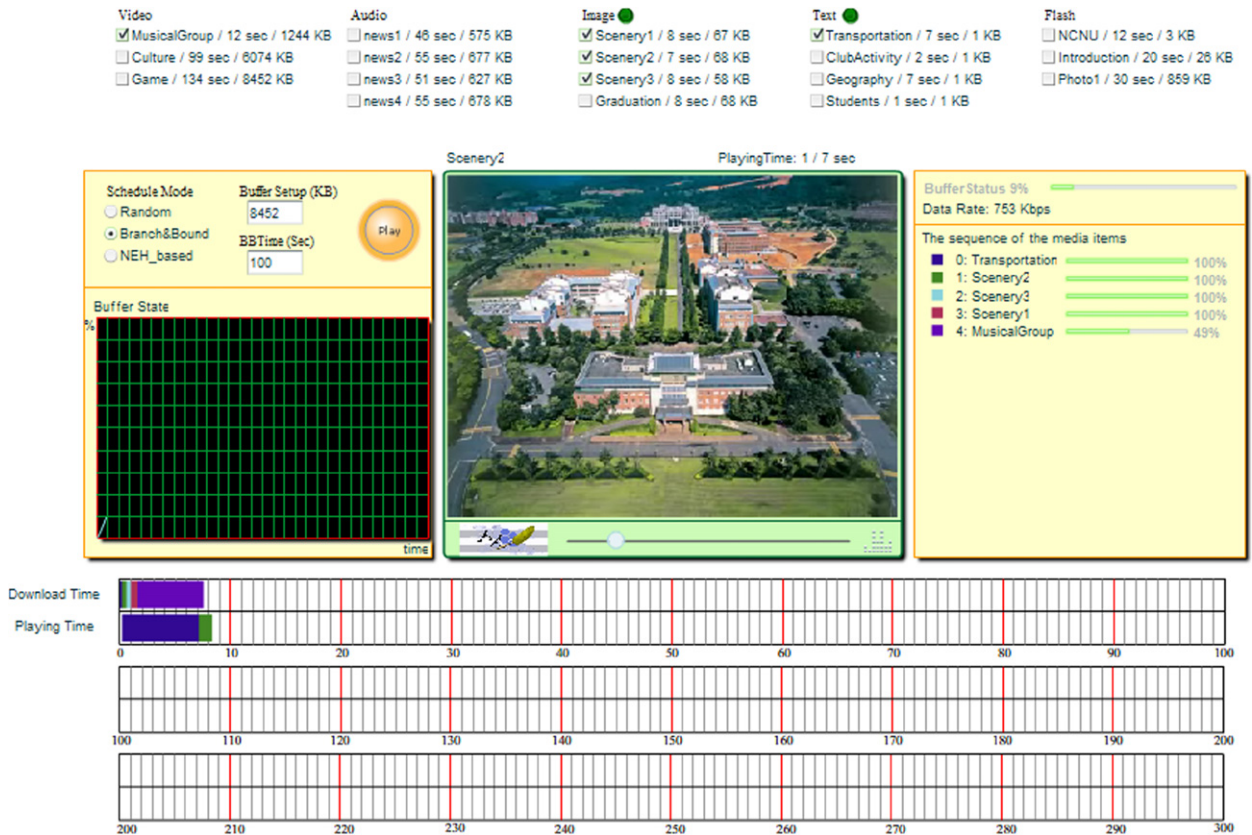 Video
MusicalGroup / 12 sec / 1244 KB
Culture / 99 sec / 6074 KB
Game / 134 sec / 8452 KB
Audio
news1 / 46 sec / 575 KB
news2 / 55 sec / 677 KB
news3 / 51 sec / 627 KB
news4 / 55 sec / 678 KB
Image
Scenery1 / 8 sec / 67 KB
Scenery2 / 7 sec / 68 KB
Scenery3 / 8 sec / 58 KB
Graduation / 8 sec / 68 KB
Text
Transportation / 7 sec / 1 KB
ClubActivity / 2 sec / 1 KB
Geography / 7 sec / 1 KB
Students / 1 sec / 1 KB
Flash
NCNU / 12 sec / 3 KB
Introduction / 20 sec / 26 KB
Photo1 / 30 sec / 859 KB
Schedule Mode
Random
Branch&Bound
NEH_based
Buffer Setup (KB)
8452
BBTime (Sec)
100
Play
Buffer State
%
time
Scenery2 PlayingTime: 1 / 7 sec
BufferStatus 9%
Data Rate: 753 Kbps
The sequence of the media items
0: Transportation 100%
1: Scenery2 100%
2: Scenery3 100%
3: Scenery1 100%
4: MusicalGroup 49%
Download Time
Playing Time
0 10 20 30 40 50 60 70 80 90 100
100 110 120 130 140 150 160 170 180 190 200
200 210 220 230 240 250 260 270 280 290 300